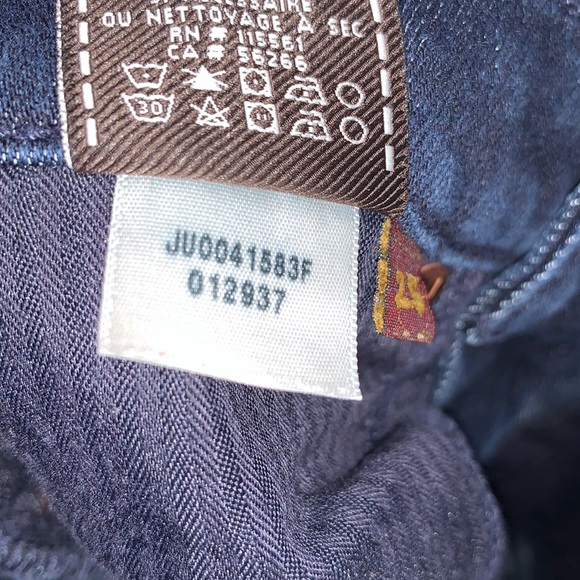 OU NETTOYAGE À SEC
RN # 115561
CA # 56266
30
JU0041583F
012937